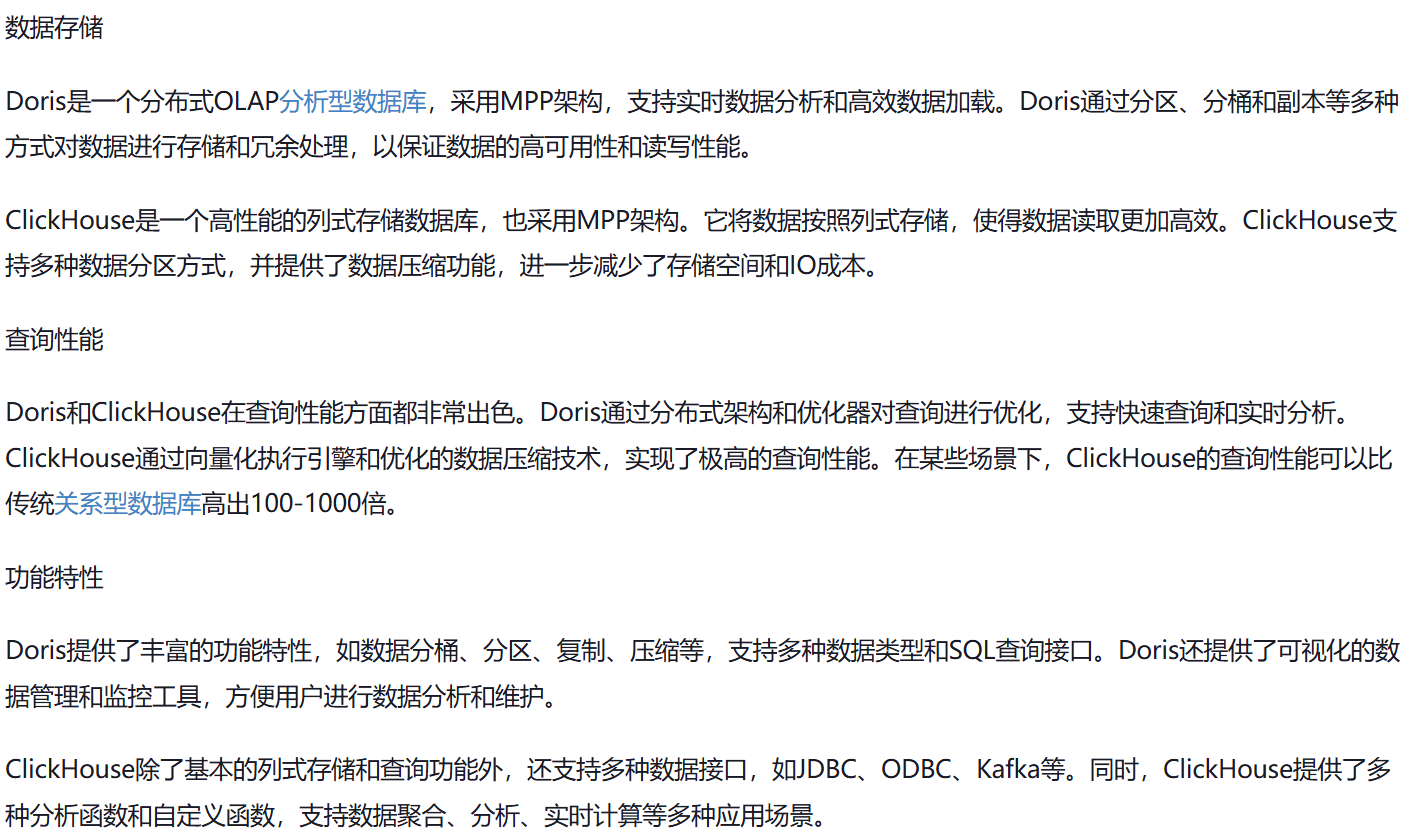 数据存储
Doris是一个分布式OLAP分析型数据库，采用MPP架构，支持实时数据分析和高效数据加载。Doris通过分区、分桶和副本等多种
方式对数据进行存储和冗余处理，以保证数据的高可用性和读写性能。
ClickHouse是一个高性能的列式存储数据库，也采用MPP架构。它将数据按照列式存储，使得数据读取更加高效。ClickHouse支
持多种数据分区方式，并提供了数据压缩功能，进一步减少了存储空间和IO成本。
查询性能
Doris和ClickHouse在查询性能方面都非常出色。Doris通过分布式架构和优化器对查询进行优化，支持快速查询和实时分析。
ClickHouse通过向量化执行引擎和优化的数据压缩技术，实现了极高的查询性能。在某些场景下，ClickHouse的查询性能可以比
传统关系型数据库高出100-1000倍。
功能特性
Doris提供了丰富的功能特性，如数据分桶、分区、复制、压缩等，支持多种数据类型和SQL查询接口。Doris还提供了可视化的数
据管理和监控工具，方便用户进行数据分析和维护。
ClickHouse除了基本的列式存储和查询功能外，还支持多种数据接口，如JDBC、ODBC、Kafka等。同时，ClickHouse提供了多
种分析函数和自定义函数，支持数据聚合、分析、实时计算等多种应用场景。